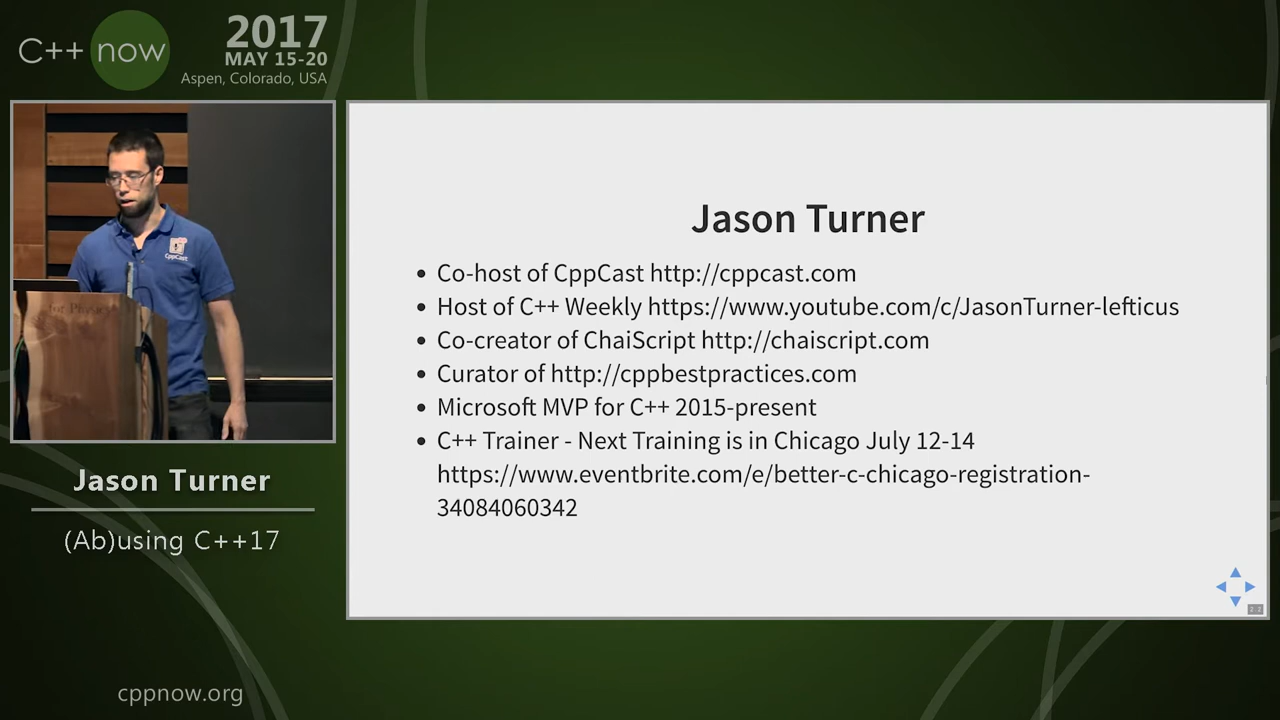 C++ now
2017
MAY 15-20
Aspen, Colorado, USA
CppCast
for Physics
Jason Turner
(Ab)using C++17
cppnow.org
Jason Turner
Co-host of CppCast http://cppcast.com
Host of C++ Weekly https://www.youtube.com/c/JasonTurner-lefticus
Co-creator of ChaiScript http://chaiscript.com
Curator of http://cppbestpractices.com
Microsoft MVP for C++ 2015-present
C++ Trainer - Next Training is in Chicago July 12-14
https://www.eventbrite.com/e/better-c-chicago-registration-
34084060342